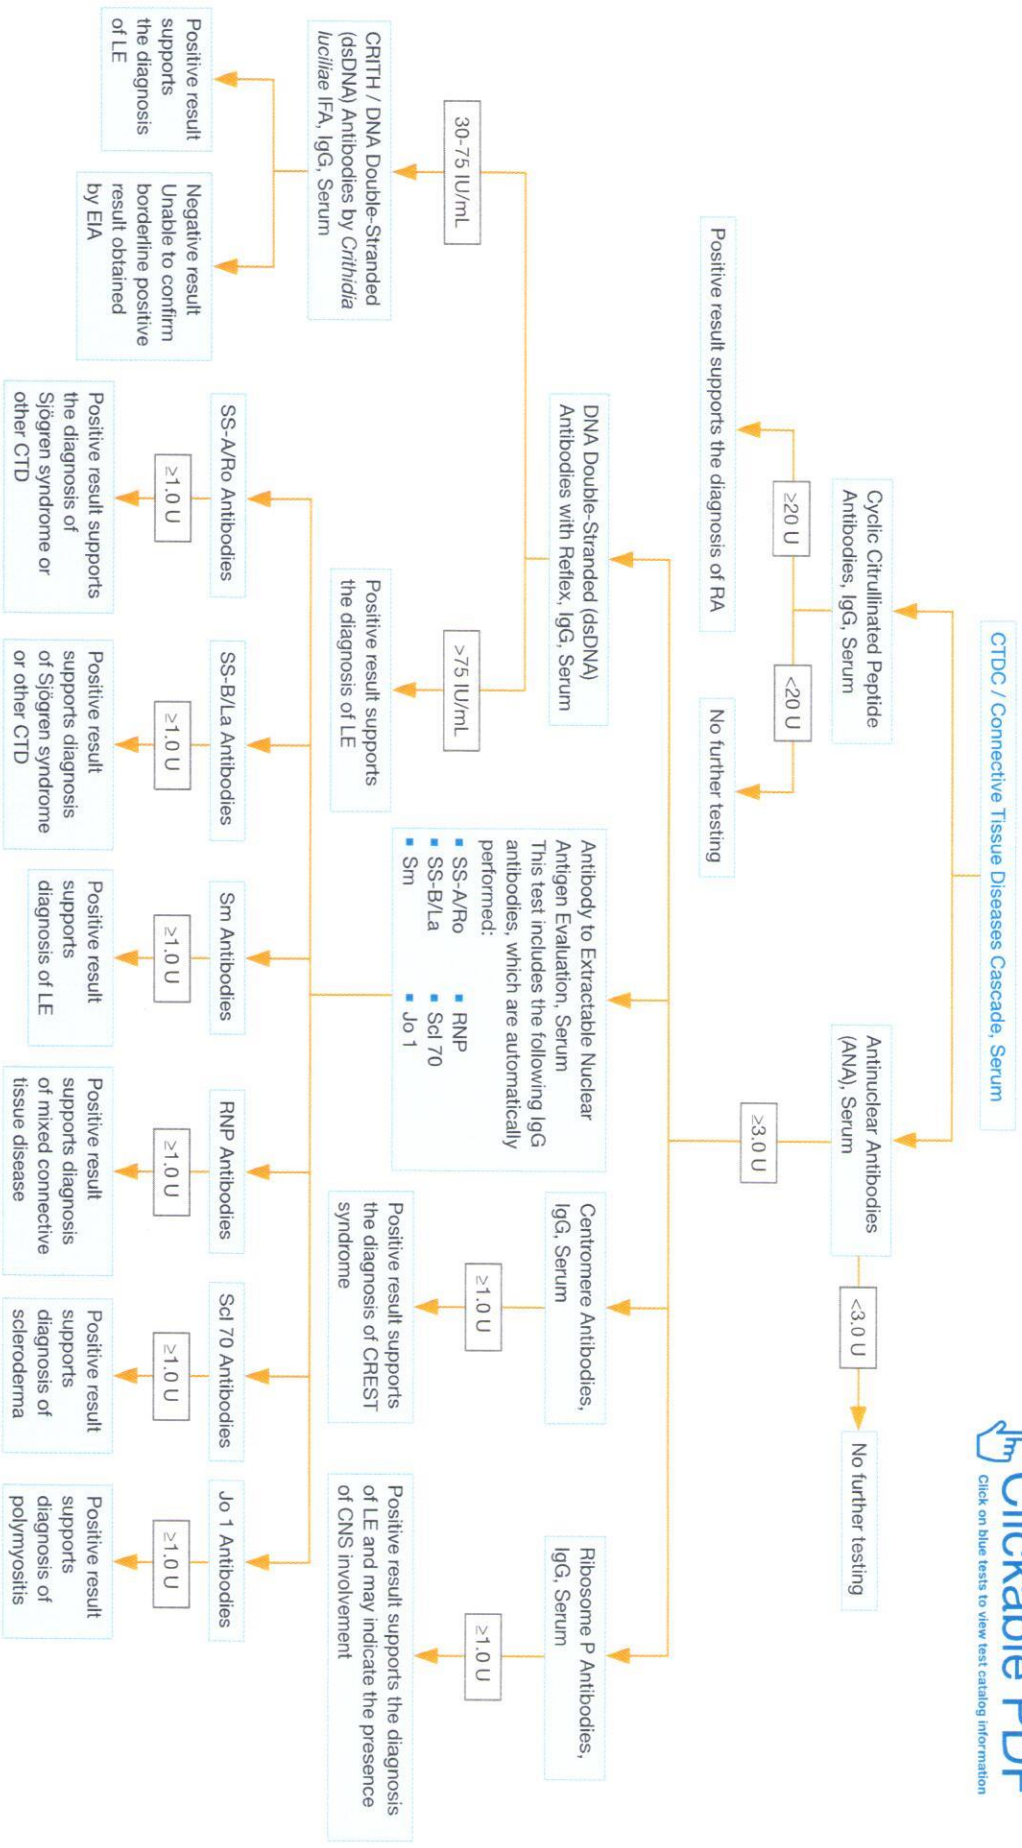 Clickable PDF
Click on blue tests to view test catalog information
CTDC / Connective Tissue Diseases Cascade, Serum
Cyclic Citrullinated Peptide
Antibodies, IgG, Serum
Antinuclear Antibodies
(ANA), Serum
<3.0 U
No further testing
≥20 U
<20 U
≥3.0 U
Positive result supports the diagnosis of RA
No further testing
DNA Double-Stranded (dsDNA)
Antibodies with Reflex, IgG, Serum
Antibody to Extractable Nuclear
Antigen Evaluation, Serum
This test includes the following IgG
antibodies, which are automatically
performed:
▪ SS-A/Ro ▪ RNP
▪ SS-B/La ▪ Scl 70
▪ Sm ▪ Jo 1
Centromere Antibodies,
IgG, Serum
Ribosome P Antibodies,
IgG, Serum
30-75 IU/mL
>75 IU/mL
≥1.0 U
≥1.0 U
CRITH / DNA Double-Stranded
(dsDNA) Antibodies by Crithidia
luciliae IFA, IgG, Serum
Positive result supports
the diagnosis of LE
Positive result supports
the diagnosis of CREST
syndrome
Positive result supports the diagnosis
of LE and may indicate the presence
of CNS involvement
Positive result
supports
the diagnosis
of LE
Negative result
Unable to confirm
borderline positive
result obtained
by EIA
SS-A/Ro Antibodies
SS-B/La Antibodies
Sm Antibodies
RNP Antibodies
Scl 70 Antibodies
Jo 1 Antibodies
≥1.0 U
≥1.0 U
≥1.0 U
≥1.0 U
≥1.0 U
≥1.0 U
Positive result supports
the diagnosis of
Sjögren syndrome or
other CTD
Positive result
supports diagnosis
of Sjögren syndrome
or other CTD
Positive result
supports
diagnosis of LE
Positive result
supports diagnosis
of mixed connective
tissue disease
Positive result
supports
diagnosis of
scleroderma
Positive result
supports
diagnosis of
polymyositis